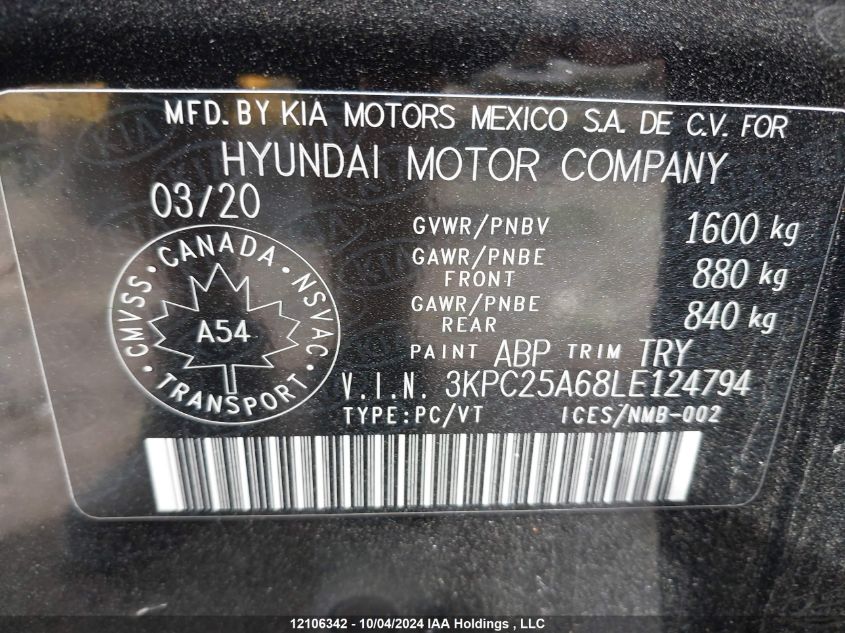 MFD. BY KIA MOTORS MEXICO S.A. DE C.V. FOR
HYUNDAI MOTOR COMPANY
03/20
GVWR/PNBV 1600 kg
GAWR/PNBE FRONT 880 kg
GAWR/PNBE REAR 840 kg
CMVSS · CANADA · NSVAC · TRANSPORT ·
A54
PAINT ABP TRIM TRY
V.I.N. 3KPC25A68LE124794
TYPE:PC/VT ICES/NMB-002
12106342 - 10/04/2024 IAA Holdings , LLC